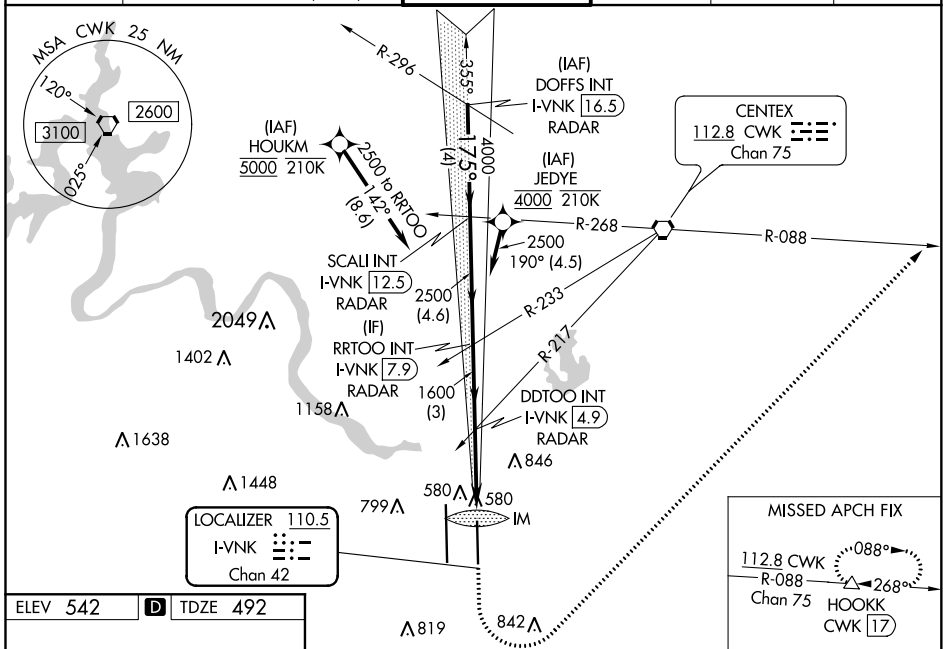 MSA CWK 25 NM
120°
2600
3100
025°
R-296
355°
(IAF)
DOFFS INT
I-VNK 16.5
RADAR
CENTEX
112.8 CWK
Chan 75
(IAF)
HOUKM
5000 210K
2500 to RRTOO
142°
(8.6)
175°
(4)
4000
(IAF)
JEDYE
4000 210K
R-268
R-088
2500
190° (4.5)
SCALI INT
I-VNK 12.5
RADAR
2500
(4.6)
R-233
R-217
(IF)
RRTOO INT
I-VNK 7.9
RADAR
1600
(3)
DDTOO INT
I-VNK 4.9
RADAR
2049
1402
1158
1638
1448
846
799
580
580
IM
LOCALIZER 110.5
I-VNK
Chan 42
MISSED APCH FIX
088°
112.8 CWK
R-088
268°
Chan 75
HOOKK
CWK 17
ELEV 542 D TDZE 492
819
842